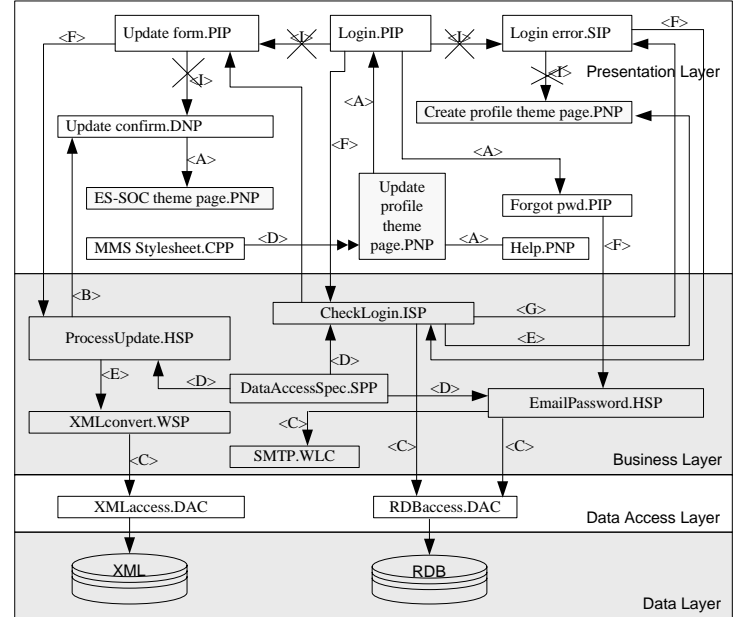 <F> Update form.PIP <I> Login.PIP <I> Login error.SIP <F>
<I> <I> Presentation Layer
<A>
Create profile theme page.PNP
Update confirm.DNP
<F>
<A> <A>
ES-SOC theme page.PNP
Update
profile
theme
page.PNP
Forgot pwd.PIP
MMS Stylesheet.CPP <D> <A> Help.PNP <F>
<B>
CheckLogin.ISP <G>
ProcessUpdate.HSP <E>
<D>
<E> <D> DataAccessSpec.SPP <D>
EmailPassword.HSP
XMLconvert.WSP <C>
SMTP.WLC
<C> <C> <C>
Business Layer
XMLaccess.DAC RDBaccess.DAC
Data Access Layer
XML RDB
Data Layer